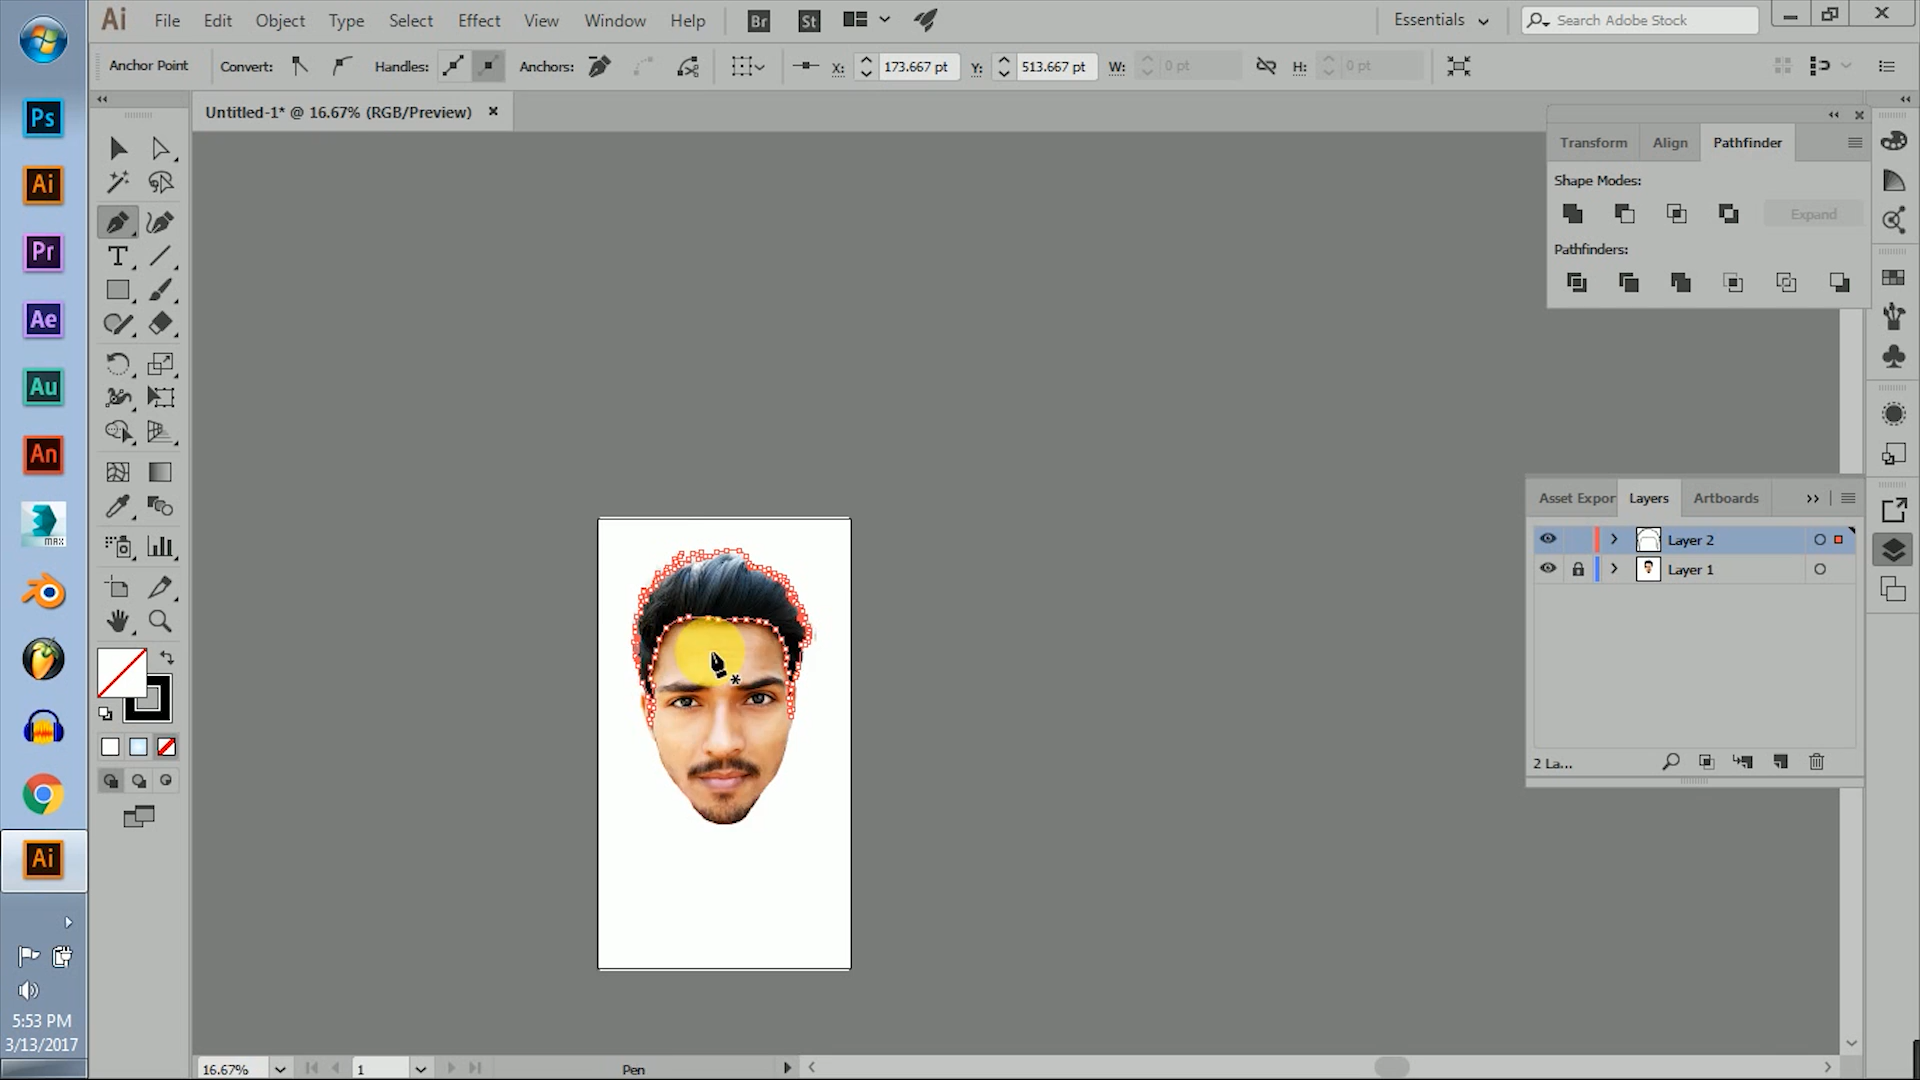 Ai File Edit Object Type Select Effect View Window Help Br St Essentials Search Adobe Stock
Anchor Point Convert: Handles: Anchors: X: 173.667 pt Y: 513.667 pt W: 0 pt H: 0 pt
Untitled-1* @ 16.67% (RGB/Preview)
Transform Align Pathfinder
Shape Modes:
Expand
Pathfinders:
Ps
Ai
Pr
Ae
Au
An
MAX
Ai
T
Asset Expor Layers Artboards
Layer 2
Layer 1
2 La...
5:53 PM
3/13/2017
16.67% 1 Pen